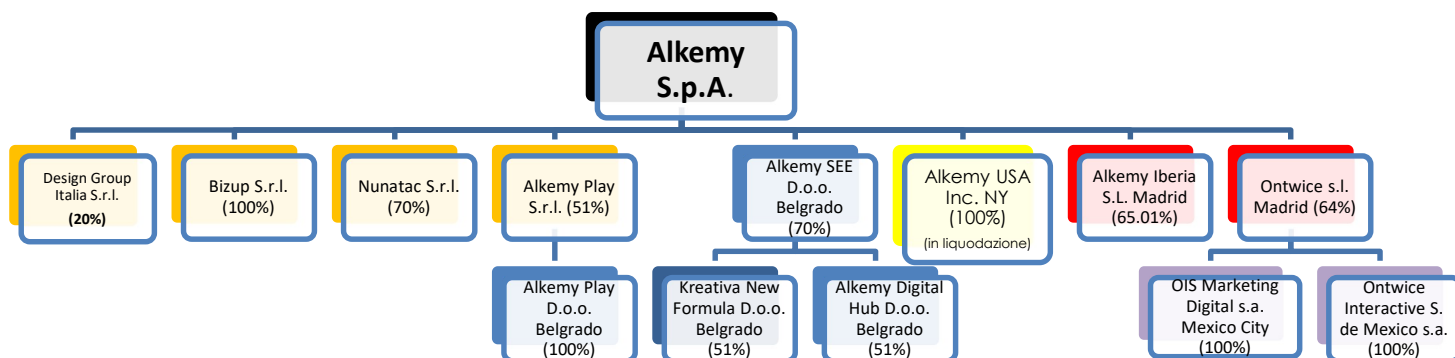 Alkemy
S.p.A.
Design Group
Italia S.r.l.
(20%)
Bizup S.r.l.
(100%)
Nunatac S.r.l.
(70%)
Alkemy Play
S.r.l. (51%)
Alkemy SEE
D.o.o.
Belgrado
(70%)
Alkemy USA
Inc. NY
(100%)
(in liquodazione)
Alkemy Iberia
S.L. Madrid
(65.01%)
Ontwice s.l.
Madrid (64%)
Alkemy Play
D.o.o.
Belgrado
(100%)
Kreativa New
Formula D.o.o.
Belgrado
(51%)
Alkemy Digital
Hub D.o.o.
Belgrado
(51%)
OIS Marketing
Digital s.a.
Mexico City
(100%)
Ontwice
Interactive S.
de Mexico s.a.
(100%)